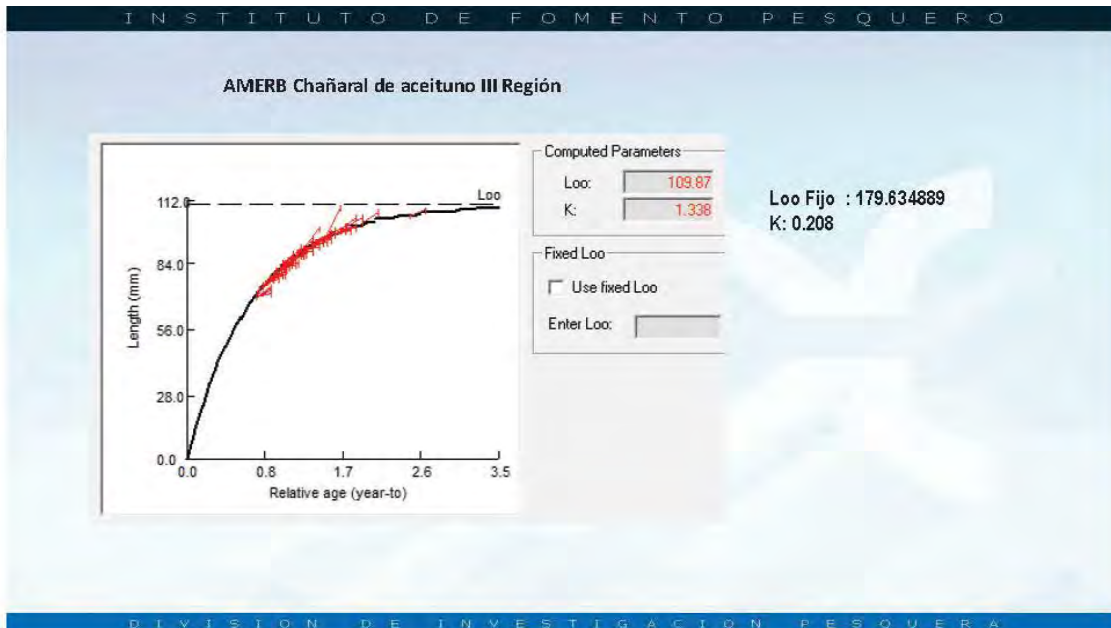 INSTITUTO DE FOMENTO PESQUERO
AMERB Chañaral de aceituno III Región
Computed Parameters
Loo: 109.87
K: 1.338
Loo Fijo : 179.634889
K: 0.208
Fixed Loo
Use fixed Loo
Enter Loo:
Loo
112.0
84.0
56.0
28.0
0.0
Length (mm)
0.0 0.8 1.7 2.6 3.5
Relative age (year-to)
DIVISION DE INVESTIGACION PESQUERA